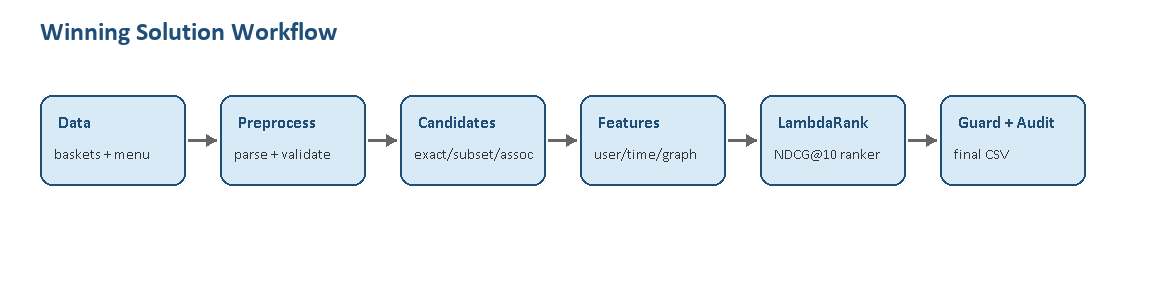 Winning Solution Workflow
Data
baskets + menu
Preprocess
parse + validate
Candidates
exact/subset/assoc
Features
user/time/graph
LambdaRank
NDCG@10 ranker
Guard + Audit
final CSV